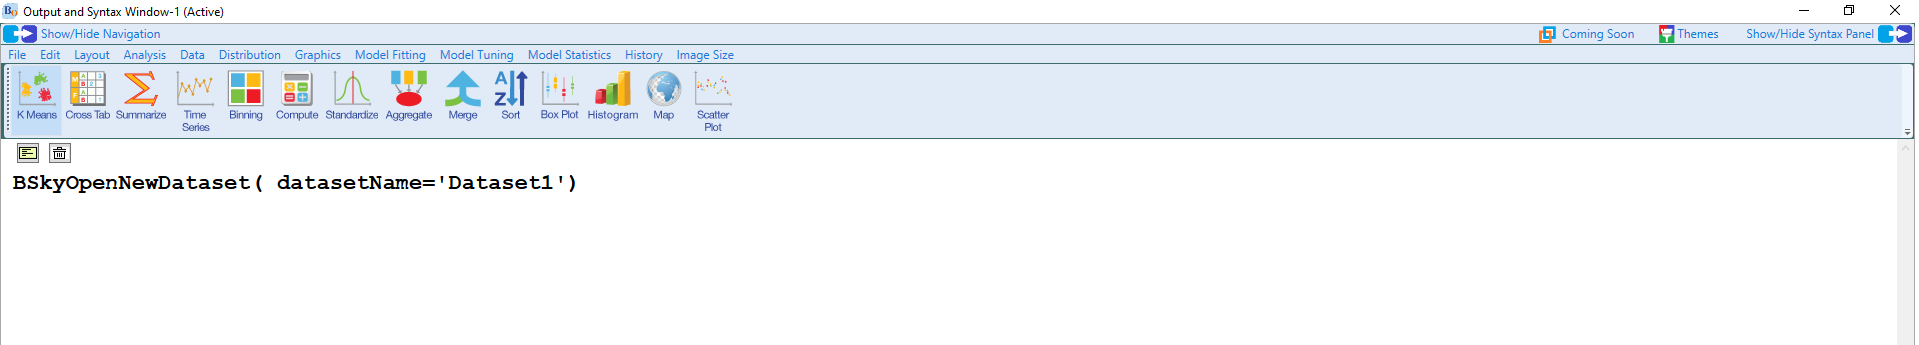 Output and Syntax Window-1 (Active)
Show/Hide Navigation
Coming Soon
Themes
Show/Hide Syntax Panel
File Edit Layout Analysis Data Distribution Graphics Model Fitting Model Tuning Model Statistics History Image Size
K Means
Cross Tab
Summarize
Time
Series
Binning
Compute
Standardize
Aggregate
Merge
Sort
Box Plot
Histogram
Map
Scatter
Plot
BSkyOpenNewDataset( datasetName='Dataset1')